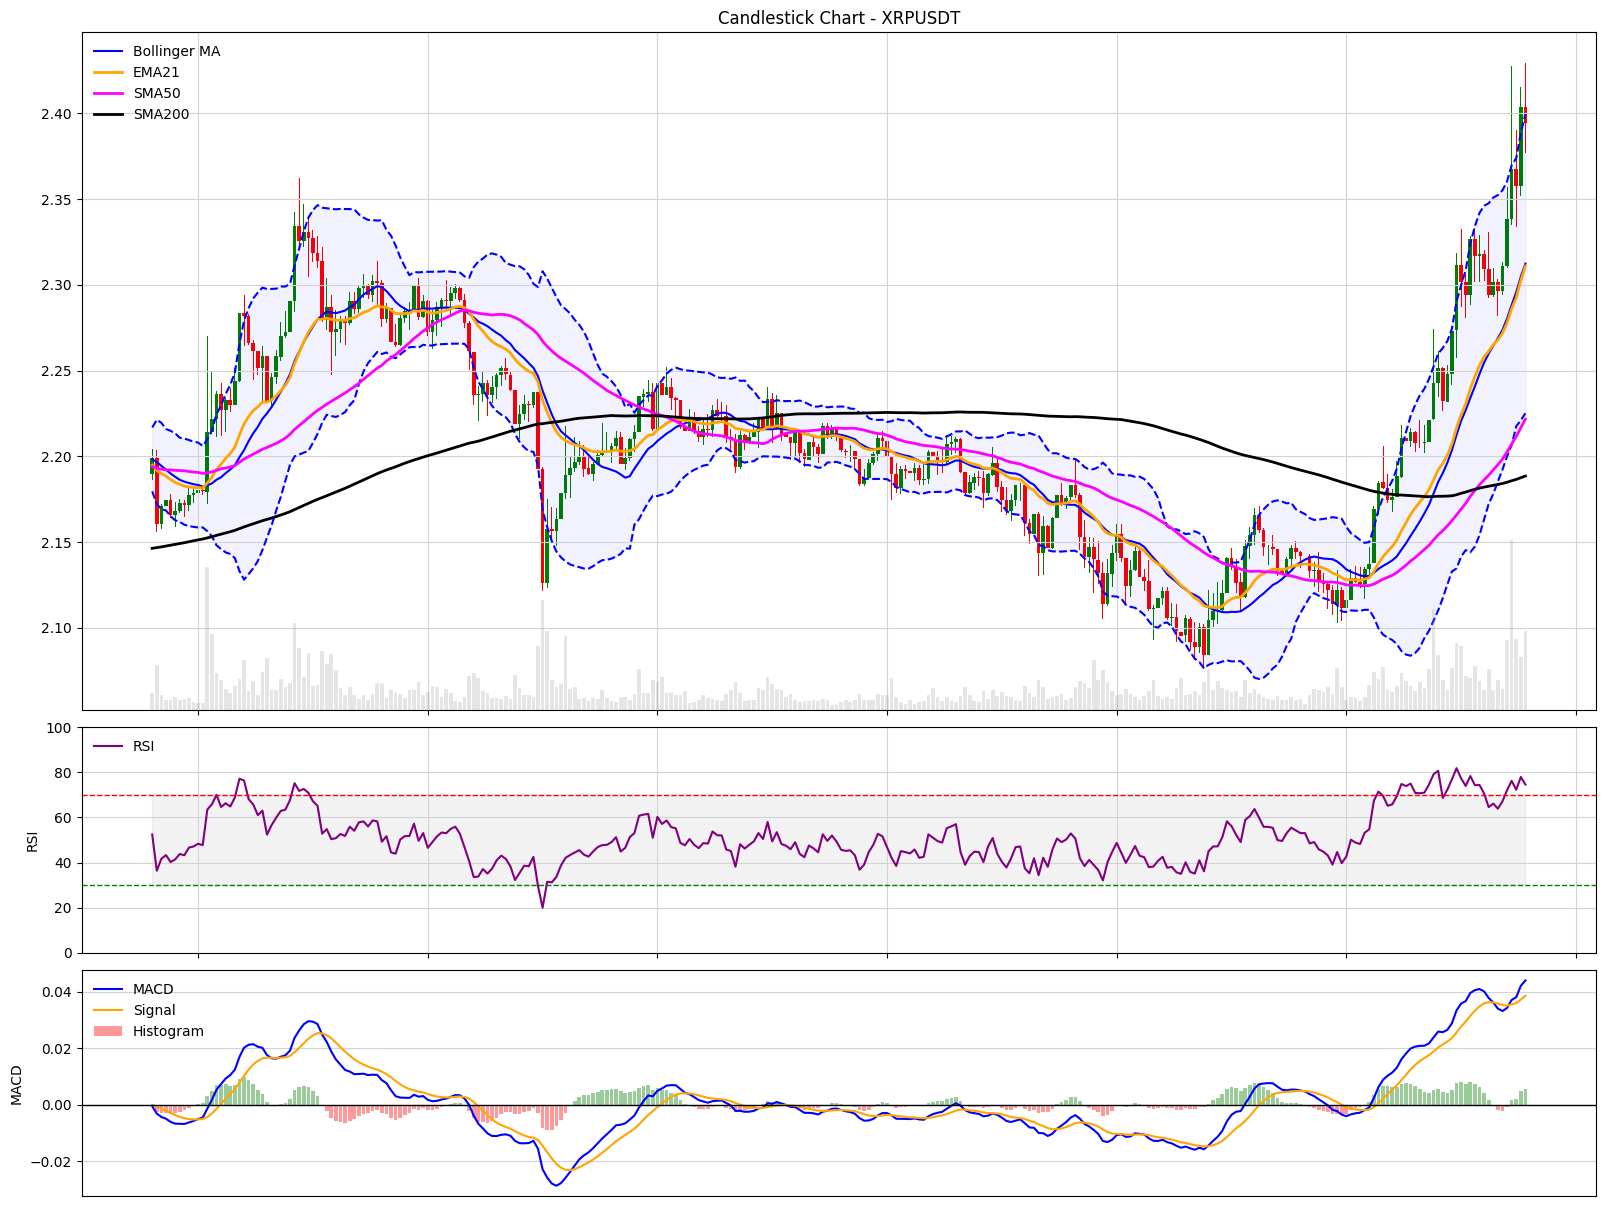 Candlestick Chart - XRPUSDT
Bollinger MA
EMA21
SMA50
SMA200
2.40
2.35
2.30
2.25
2.20
2.15
2.10
RSI
100
80
60
40
20
0
RSI
MACD
Signal
Histogram
0.04
0.02
0.00
−0.02
MACD